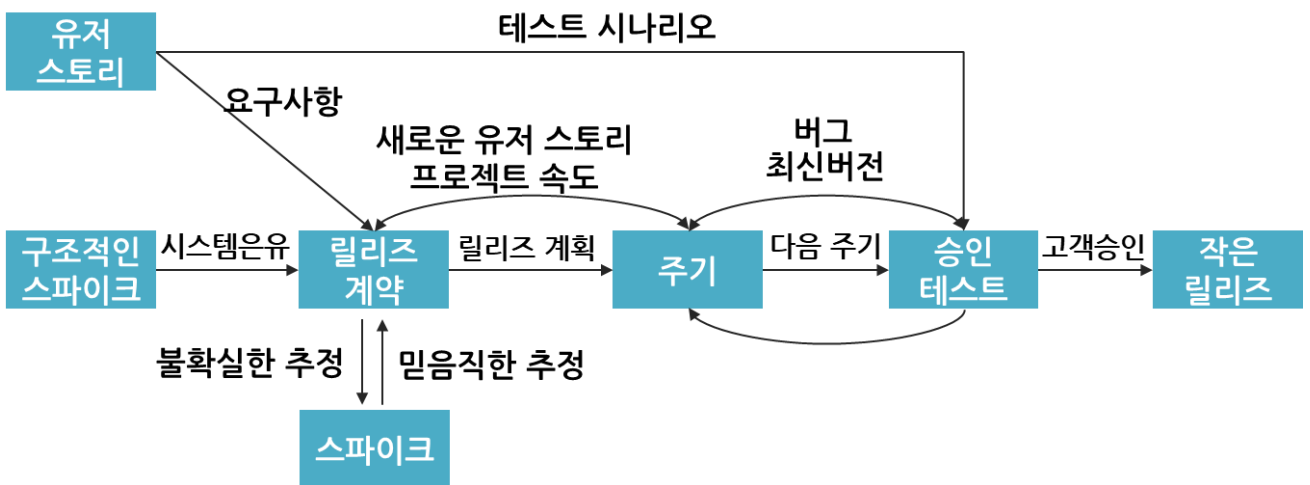 유저
스토리
테스트 시나리오
요구사항
새로운 유저 스토리
프로젝트 속도
버그
최신버전
구조적인
스파이크
시스템은유
릴리즈
계약
릴리즈 계획
주기
다음 주기
승인
테스트
고객승인
작은
릴리즈
불확실한 추정
믿음직한 추정
스파이크